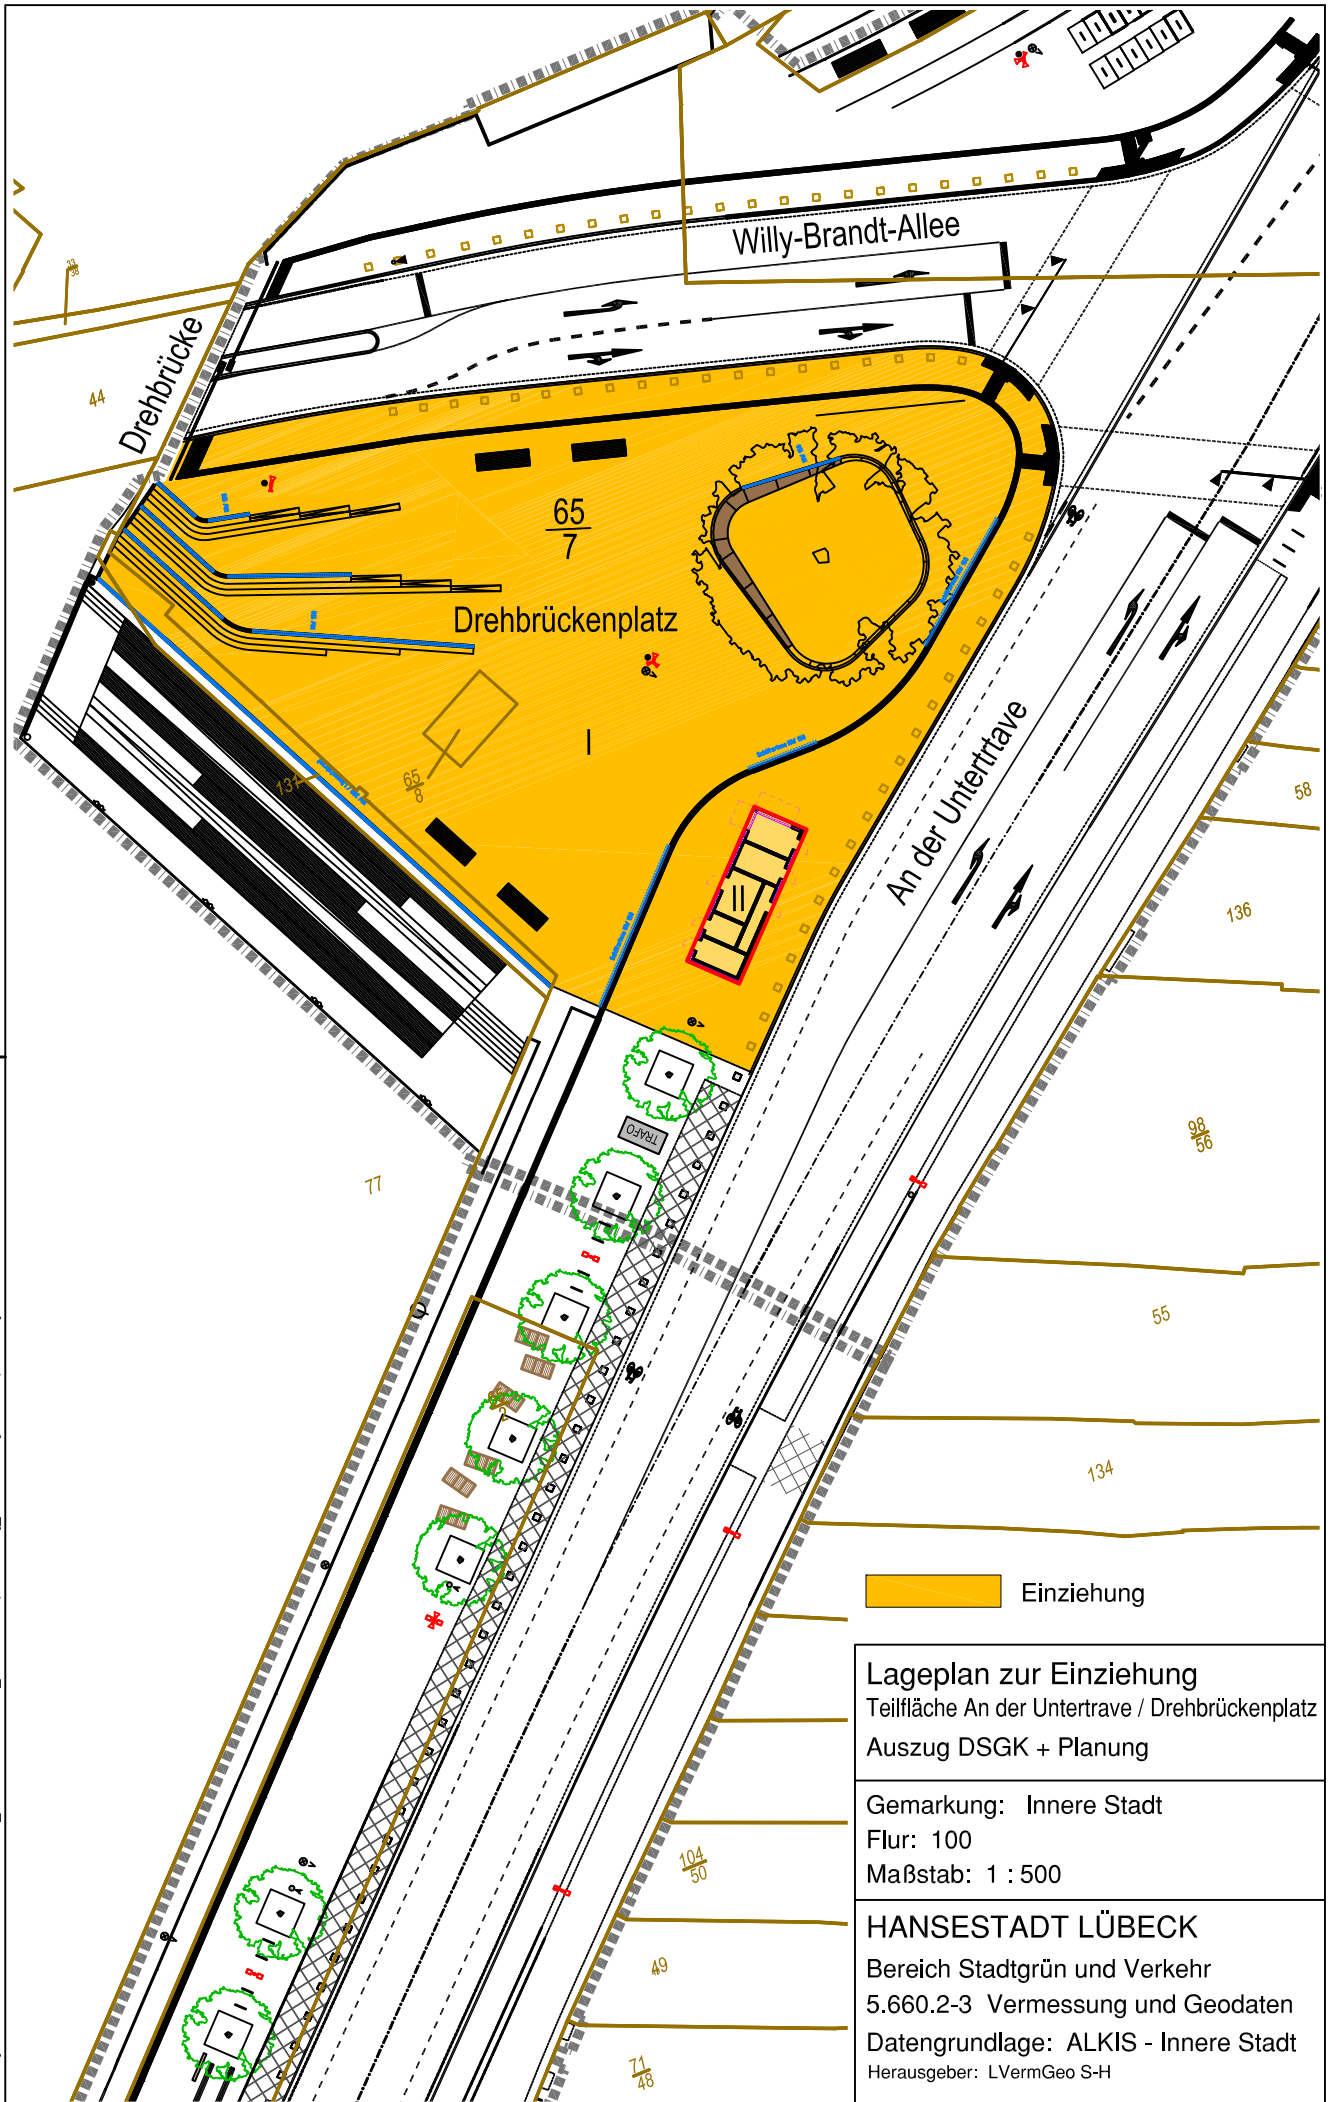 Willy-Brandt-Allee
Drehbrücke
33
38
44
65
7
Drehbrückenplatz
I
131
65
8
II
An der Untertrave
58
136
98
56
77
TRAFO
55
134
Einziehung
Lageplan zur Einziehung
Teilfläche An der Untertrave / Drehbrückenplatz
Auszug DSGK + Planung
Gemarkung: Innere Stadt
Flur: 100
Maßstab: 1 : 500
104
50
49
71
48
HANSESTADT LÜBECK
Bereich Stadtgrün und Verkehr
5.660.2-3 Vermessung und Geodaten
Datengrundlage: ALKIS - Innere Stadt
Herausgeber: LVermGeo S-H